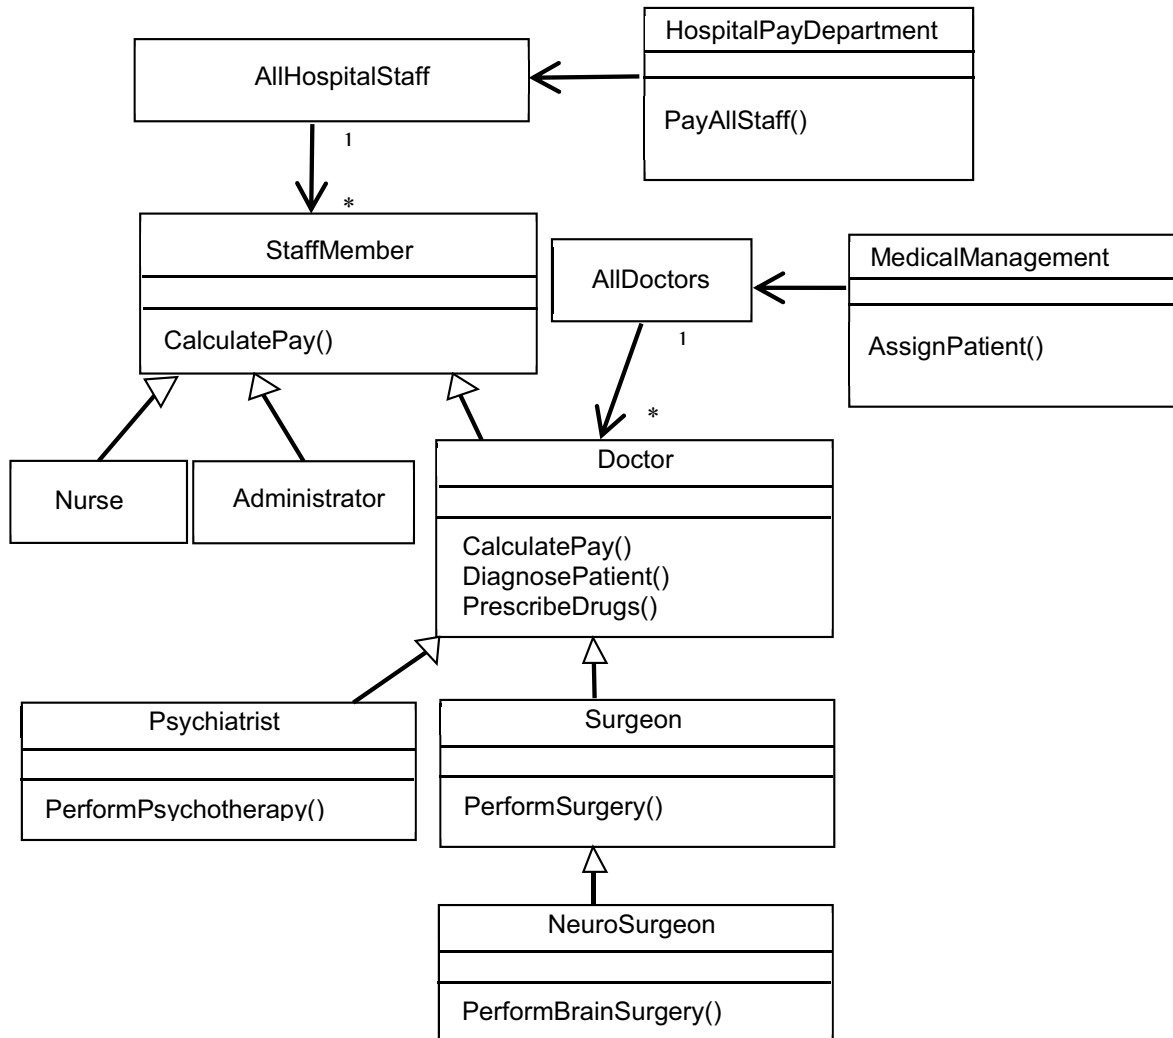 HospitalPayDepartment
AllHospitalStaff
PayAllStaff()
1
*
StaffMember
CalculatePay()
AllDoctors
MedicalManagement
AssignPatient()
1
*
Nurse
Administrator
Doctor
CalculatePay()
DiagnosePatient()
PrescribeDrugs()
Psychiatrist
PerformPsychotherapy()
Surgeon
PerformSurgery()
NeuroSurgeon
PerformBrainSurgery()